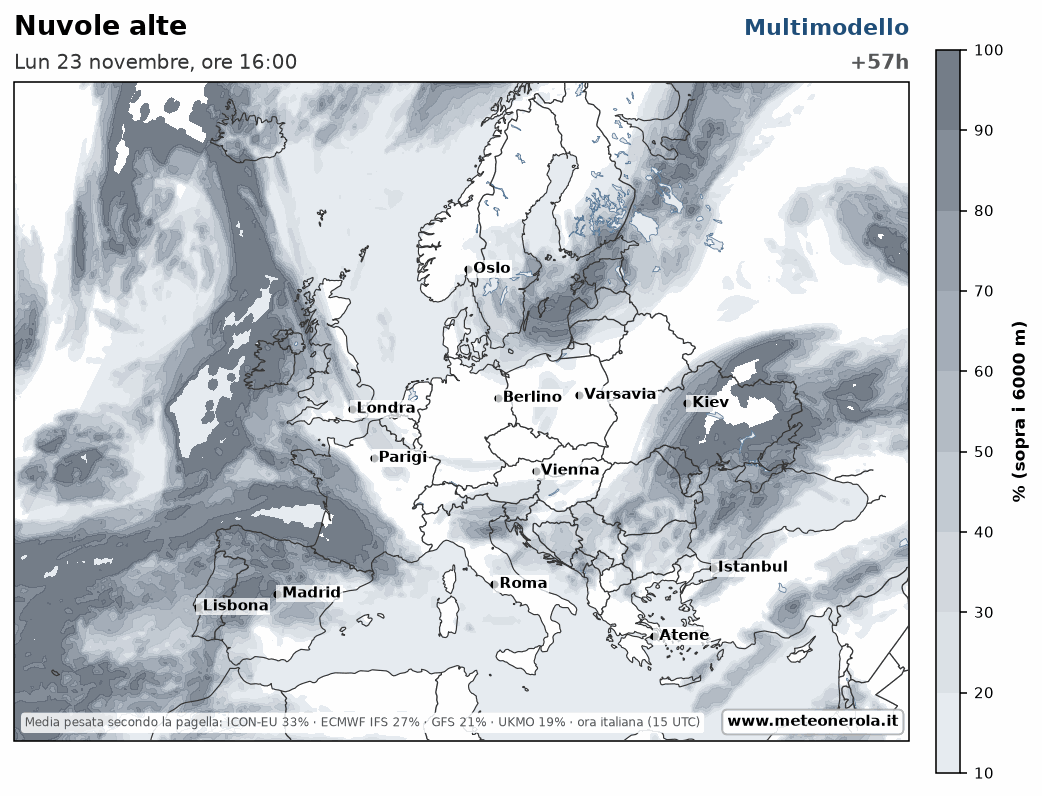 Nuvole alte
Multimodello
Lun 23 novembre, ore 16:00
+57h
100
90
80
70
60
50
40
30
20
10
% (sopra i 6000 m)
Oslo
Londra
Berlino
Varsavia
Kiev
Parigi
Vienna
Istanbul
Roma
Madrid
Lisbona
Atene
Media pesata secondo la pagella: ICON-EU 33% · ECMWF IFS 27% · GFS 21% · UKMO 19% · ora italiana (15 UTC)
www.meteonerola.it